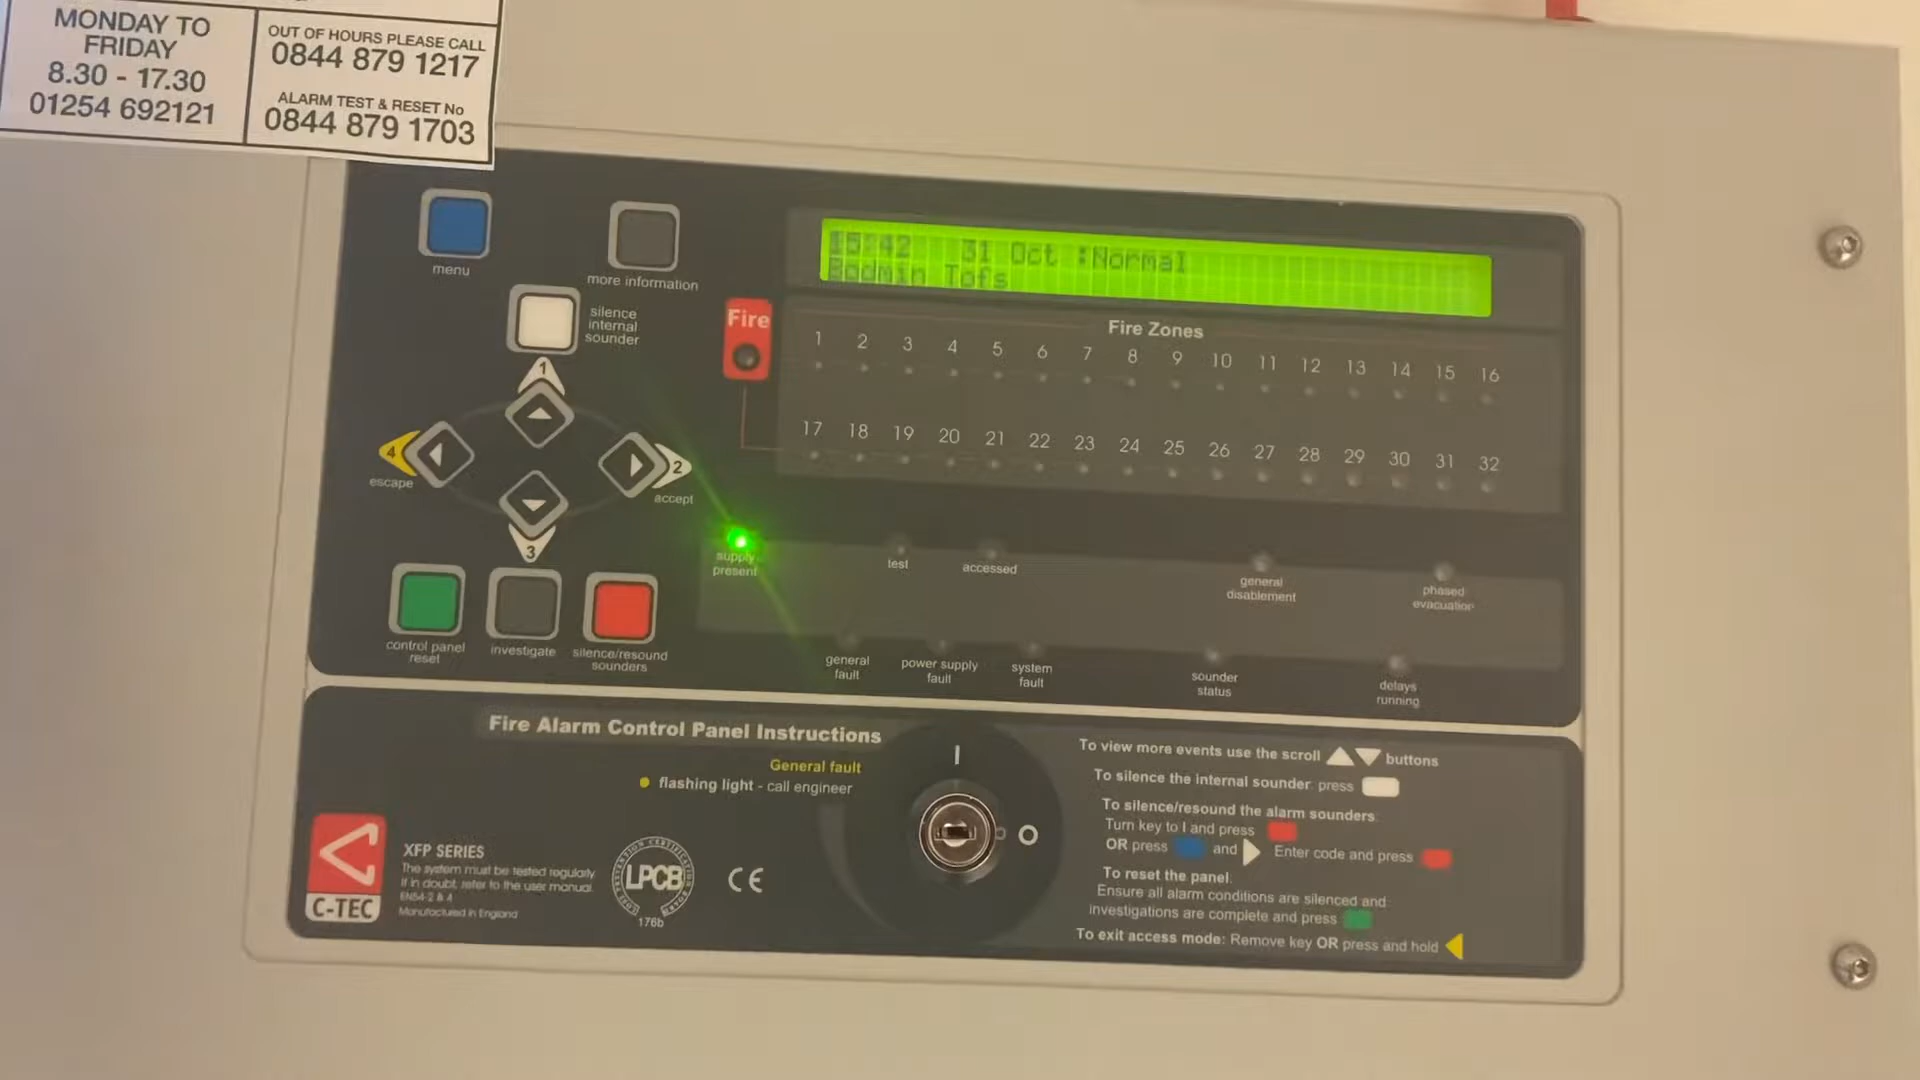 MONDAY TO
FRIDAY
8.30 - 17.30
01254 692121
OUT OF HOURS PLEASE CALL
0844 879 1217
ALARM TEST & RESET No
0844 879 1703
menu
more information
silence
internal
sounder
1
4
escape
2
accept
3
control panel
reset
investigate
silence/resound
sounders
15:42 31 Oct :Normal
Bodmin Tofs
Fire
Fire Zones
1 2 3 4 5 6 7 8 9 10 11 12 13 14 15 16
17 18 19 20 21 22 23 24 25 26 27 28 29 30 31 32
supply
present
test
accessed
general
disablement
phased
evacuation
general
fault
power supply
fault
system
fault
sounder
status
delays
running
Fire Alarm Control Panel Instructions
General fault
flashing light - call engineer
C-TEC
XFP SERIES
The system must be tested regularly.
If in doubt, refer to the user manual.
EN54-2 & 4
Manufactured in England
LPCB
176b
CE
I
O
To view more events use the scroll buttons
To silence the internal sounder: press
To silence/resound the alarm sounders:
Turn key to I and press
OR press and Enter code and press
To reset the panel:
Ensure all alarm conditions are silenced and
investigations are complete and press
To exit access mode: Remove key OR press and hold